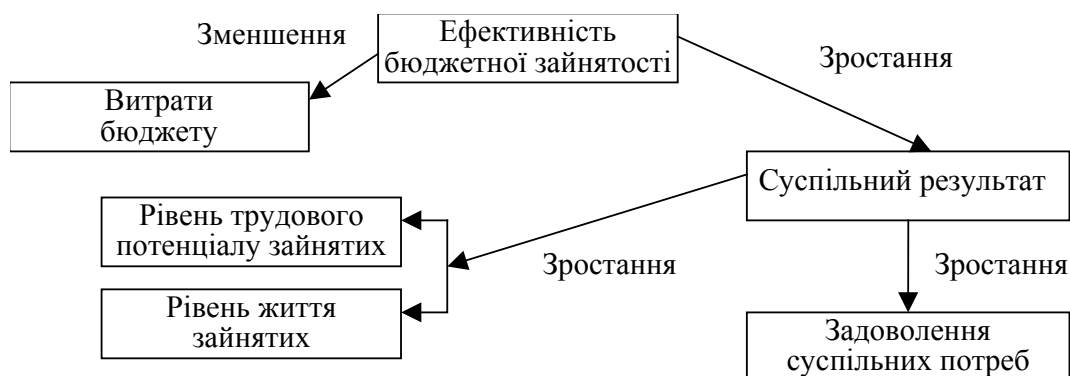 Зменшення
Ефективність
бюджетної зайнятості
Зростання
Витрати
бюджету
Суспільний результат
Рівень трудового
потенціалу зайнятих
Зростання
Зростання
Рівень життя
зайнятих
Задоволення
суспільних потреб